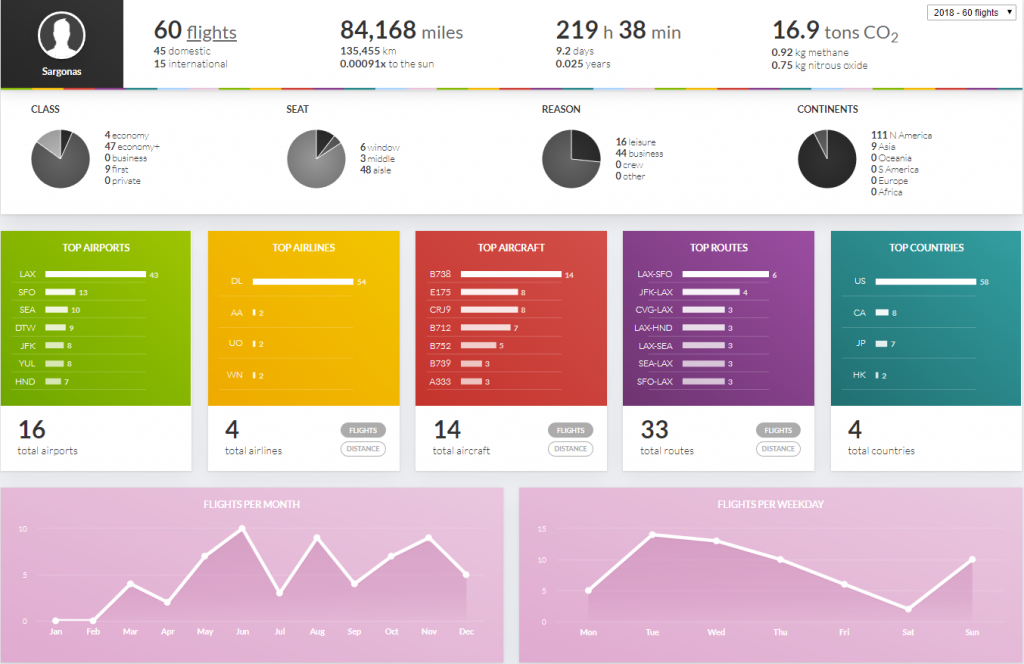 Sargonas
60 flights
45 domestic
15 international
84,168 miles
135,455 km
0.00091x to the sun
219 h 38 min
9.2 days
0.025 years
16.9 tons CO2
0.92 kg methane
0.75 kg nitrous oxide
2018 - 60 flights
CLASS
4 economy
47 economy+
0 business
9 first
0 private
SEAT
6 window
3 middle
48 aisle
REASON
16 leisure
44 business
0 crew
0 other
CONTINENTS
111 N America
9 Asia
0 Oceania
0 S America
0 Europe
0 Africa
TOP AIRPORTS
LAX 43
SFO 13
SEA 10
DTW 9
JFK 8
YUL 8
HND 7
16
total airports
TOP AIRLINES
DL 54
AA 2
UO 2
WN 2
4
total airlines
FLIGHTS
DISTANCE
TOP AIRCRAFT
B738 14
E175 8
CRJ9 8
B712 7
B752 5
B739 3
A333 3
14
total aircraft
FLIGHTS
DISTANCE
TOP ROUTES
LAX-SFO 6
JFK-LAX 4
CVG-LAX 3
LAX-HND 3
LAX-SEA 3
SEA-LAX 3
SFO-LAX 3
33
total routes
FLIGHTS
DISTANCE
TOP COUNTRIES
US 58
CA 8
JP 7
HK 2
4
total countries
FLIGHTS PER MONTH
10
5
0
Jan Feb Mar Apr May Jun Jul Aug Sep Oct Nov Dec
FLIGHTS PER WEEKDAY
15
10
5
0
Mon Tue Wed Thu Fri Sat Sun